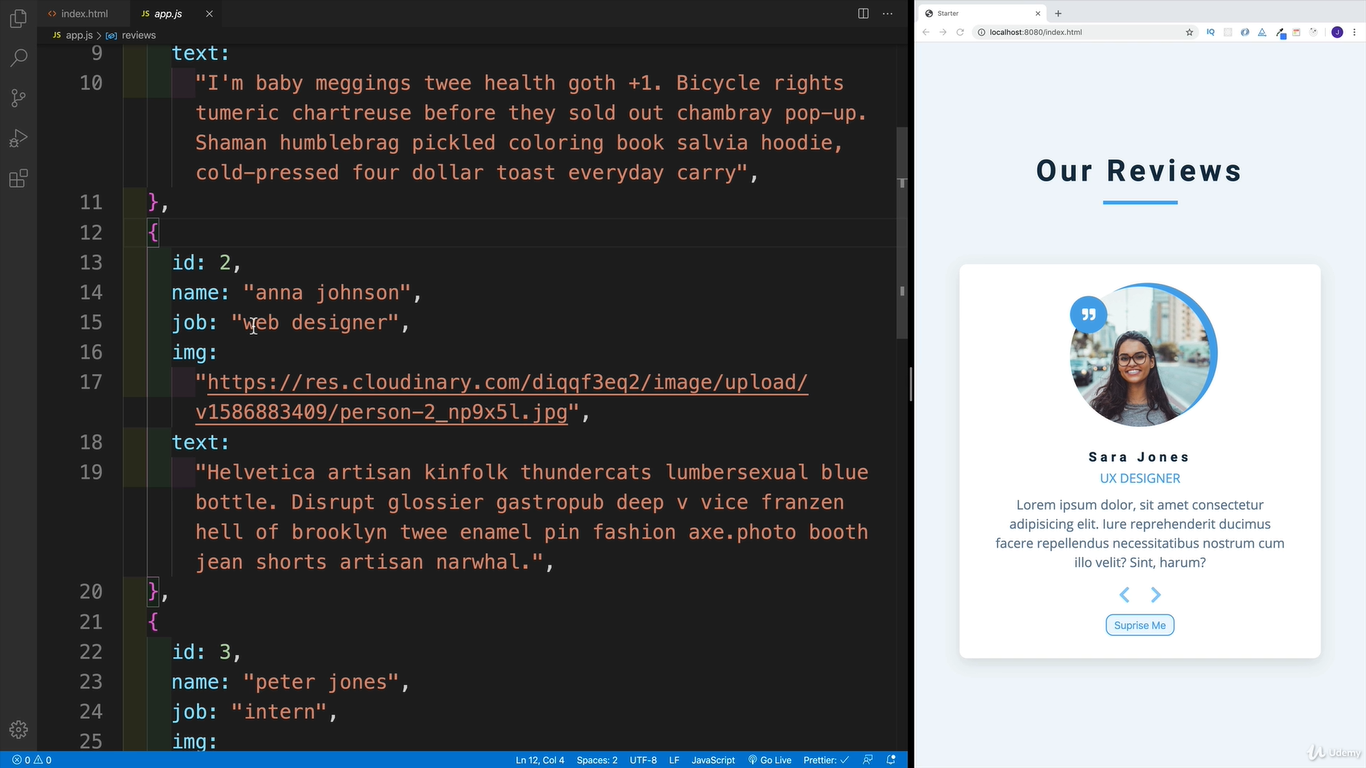 index.html
app.js
app.js > reviews
9 text:
10 "I'm baby meggings twee health goth +1. Bicycle rights
tumeric chartreuse before they sold out chambray pop-up.
Shaman humblebrag pickled coloring book salvia hoodie,
cold-pressed four dollar toast everyday carry",
11 },
12 {
13 id: 2,
14 name: "anna johnson",
15 job: "web designer",
16 img:
17 "https://res.cloudinary.com/diqqf3eq2/image/upload/
v1586883409/person-2_np9x5l.jpg",
18 text:
19 "Helvetica artisan kinfolk thundercats lumbersexual blue
bottle. Disrupt glossier gastropub deep v vice franzen
hell of brooklyn twee enamel pin fashion axe.photo booth
jean shorts artisan narwhal.",
20 },
21 {
22 id: 3,
23 name: "peter jones",
24 job: "intern",
25 img:
0 0
Ln 12, Col 4 Spaces: 2 UTF-8 LF JavaScript Go Live Prettier: ✓
Starter
localhost:8080/index.html
IQ
J
Our Reviews
Sara Jones
UX DESIGNER
Lorem ipsum dolor, sit amet consectetur
adipisicing elit. Iure reprehenderit ducimus
facere repellendus necessitatibus nostrum cum
illo velit? Sint, harum?
Suprise Me
Udemy